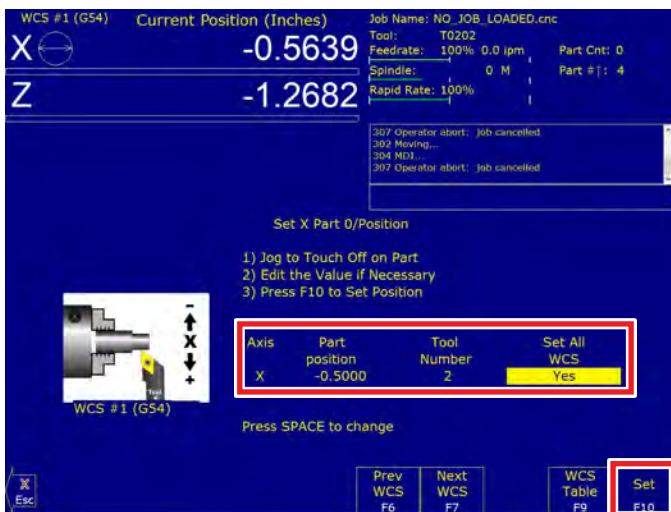 WCS #1 (G54) Current Position (Inches)
X -0.5639
Z -1.2682
Job Name: NO_JOB_LOADED.cnc
Tool: T0202
Feedrate: 100% 0.0 ipm Part Cnt: 0
Spindle: 0 M Part #↑: 4
Rapid Rate: 100%
307 Operator abort: job cancelled
302 Moving...
304 MDI...
307 Operator abort: job cancelled
Set X Part 0/Position
1) Jog to Touch Off on Part
2) Edit the Value if Necessary
3) Press F10 to Set Position
- X +
Tool
WCS #1 (G54)
Axis Part Tool Set All
position Number WCS
X -0.5000 2 Yes
Press SPACE to change
X
Esc
Prev Next WCS Set
WCS WCS Table
F6 F7 F9 F10